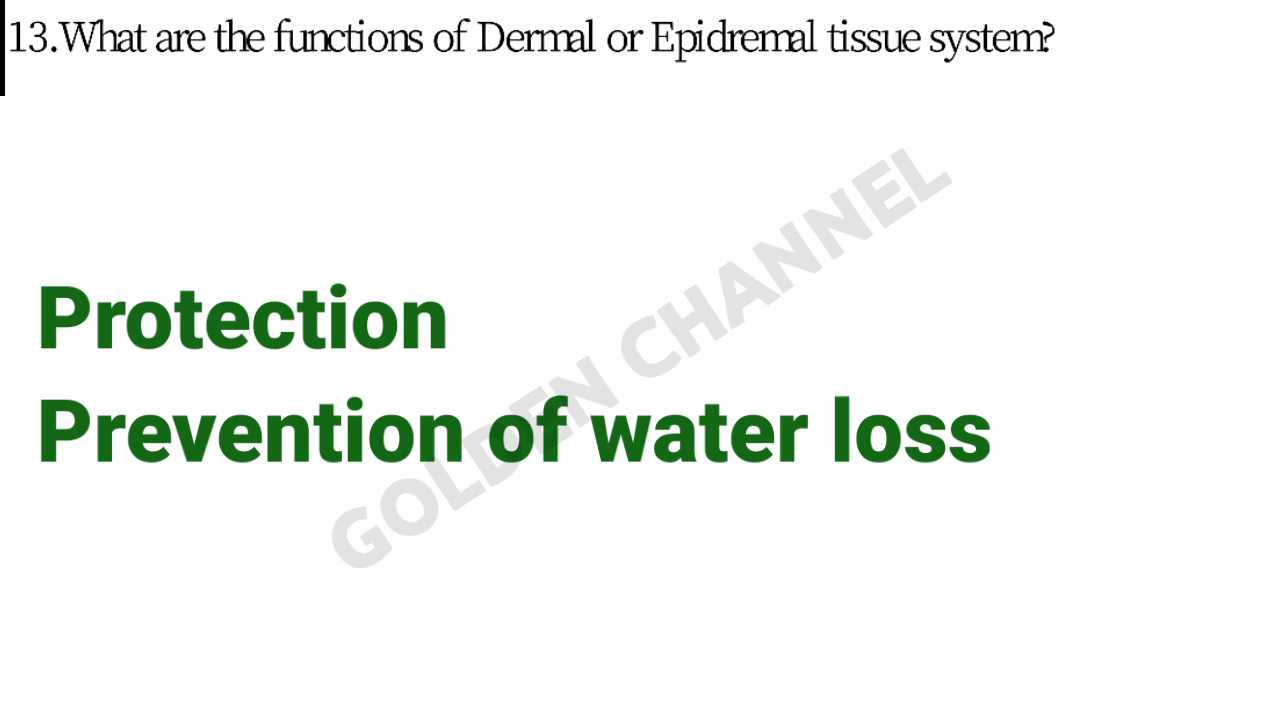 13.What are the functions of Dermal or Epidremal tissue system?
Protection
Prevention of water loss
GOLDEN CHANNEL